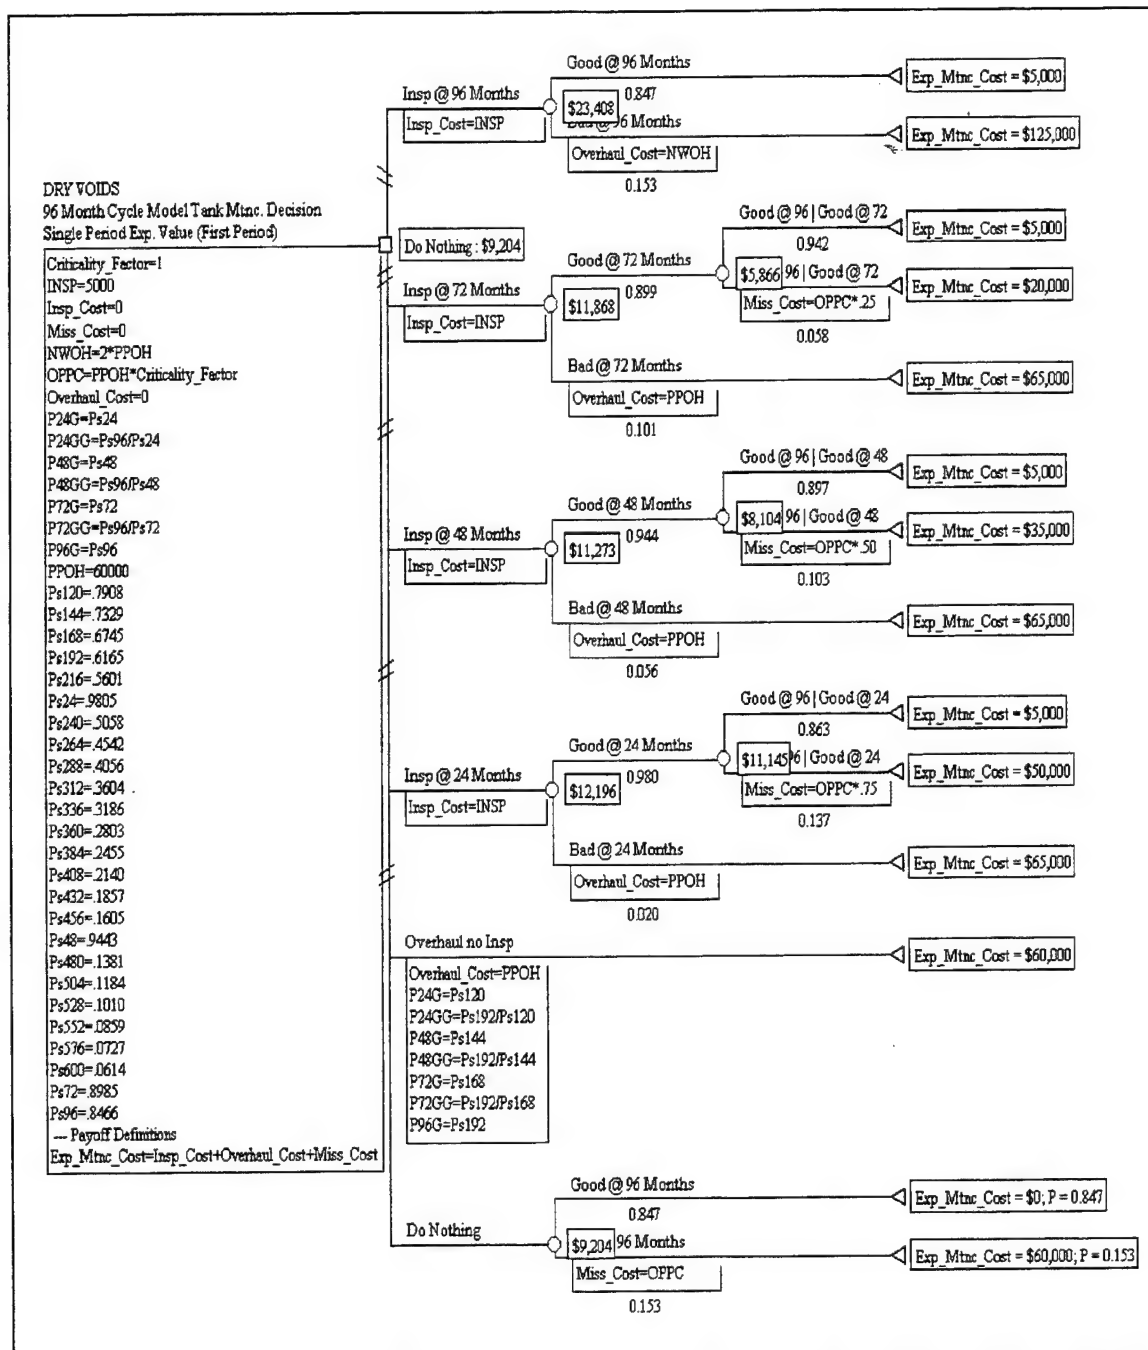 DRY VOIDS
96 Month Cycle Model Tank Mtnc. Decision
Single Period Exp. Value (First Period)
Criticality_Factor=1
INSP=5000
Insp_Cost=0
Miss_Cost=0
NWOH=2*PPOH
OPPC=PPOH*Criticality_Factor
Overhaul_Cost=0
P24G=Ps24
P24GG=Ps96/Ps24
P48G=Ps48
P48GG=Ps96/Ps48
P72G=Ps72
P72GG=Ps96/Ps72
P96G=Ps96
PPOH=60000
Ps120=.7908
Ps144=.7329
Ps168=.6745
Ps192=.6165
Ps216=.5601
Ps24=.9805
Ps240=.5058
Ps264=.4542
Ps288=.4056
Ps312=.3604
Ps336=.3186
Ps360=.2803
Ps384=.2455
Ps408=.2140
Ps432=.1857
Ps456=.1605
Ps48=.9443
Ps480=.1381
Ps504=.1184
Ps528=.1010
Ps552=.0859
Ps576=.0727
Ps600=.0614
Ps72=.8985
Ps96=.8466
--- Payoff Definitions
Exp_Mtnc_Cost=Insp_Cost+Overhaul_Cost+Miss_Cost
Do Nothing : $9,204
Insp @ 96 Months
Insp_Cost=INSP
$23,408
Good @ 96 Months
0.847
Exp_Mtnc_Cost = $5,000
Bad @ 96 Months
Overhaul_Cost=NWOH
0.153
Exp_Mtnc_Cost = $125,000
Insp @ 72 Months
Insp_Cost=INSP
$11,868
Good @ 72 Months
0.899
Good @ 96 | Good @ 72
0.942
Exp_Mtnc_Cost = $5,000
$5,866 96 | Good @ 72
Miss_Cost=OPPC*.25
0.058
Exp_Mtnc_Cost = $20,000
Bad @ 72 Months
Overhaul_Cost=PPOH
0.101
Exp_Mtnc_Cost = $65,000
Insp @ 48 Months
Insp_Cost=INSP
$11,273
Good @ 48 Months
0.944
Good @ 96 | Good @ 48
0.897
Exp_Mtnc_Cost = $5,000
$8,104 96 | Good @ 48
Miss_Cost=OPPC*.50
0.103
Exp_Mtnc_Cost = $35,000
Bad @ 48 Months
Overhaul_Cost=PPOH
0.056
Exp_Mtnc_Cost = $65,000
Insp @ 24 Months
Insp_Cost=INSP
$12,196
Good @ 24 Months
0.980
Good @ 96 | Good @ 24
0.863
Exp_Mtnc_Cost = $5,000
$11,145 96 | Good @ 24
Miss_Cost=OPPC*.75
0.137
Exp_Mtnc_Cost = $50,000
Bad @ 24 Months
Overhaul_Cost=PPOH
0.020
Exp_Mtnc_Cost = $65,000
Overhaul no Insp
Overhaul_Cost=PPOH
P24G=Ps120
P24GG=Ps192/Ps120
P48G=Ps144
P48GG=Ps192/Ps144
P72G=Ps168
P72GG=Ps192/Ps168
P96G=Ps192
Exp_Mtnc_Cost = $60,000
Do Nothing
Good @ 96 Months
0.847
Exp_Mtnc_Cost = $0; P = 0.847
$9,204 96 Months
Miss_Cost=OPPC
0.153
Exp_Mtnc_Cost = $60,000; P = 0.153